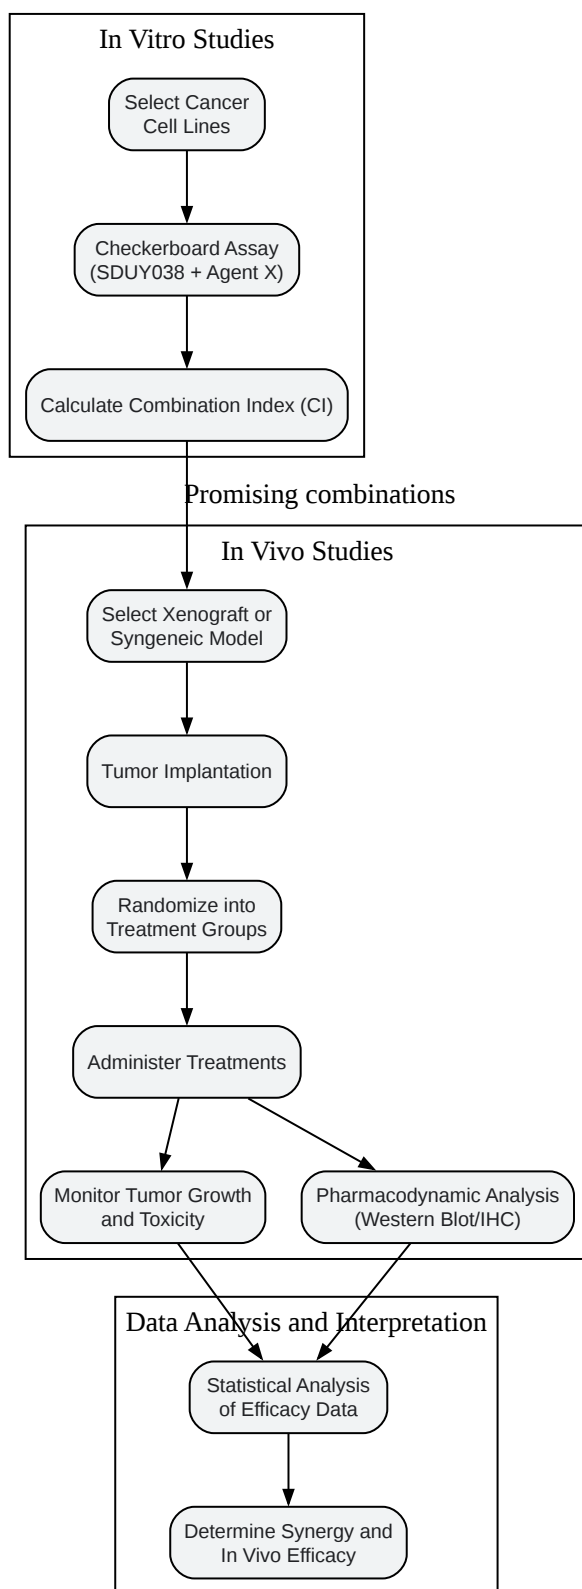 In Vitro Studies
Select Cancer
Cell Lines
Checkerboard Assay
(SDUY038 + Agent X)
Calculate Combination Index (CI)
Promising combinations
In Vivo Studies
Select Xenograft or
Syngeneic Model
Tumor Implantation
Randomize into
Treatment Groups
Administer Treatments
Monitor Tumor Growth
and Toxicity
Pharmacodynamic Analysis
(Western Blot/IHC)
Data Analysis and Interpretation
Statistical Analysis
of Efficacy Data
Determine Synergy and
In Vivo Efficacy